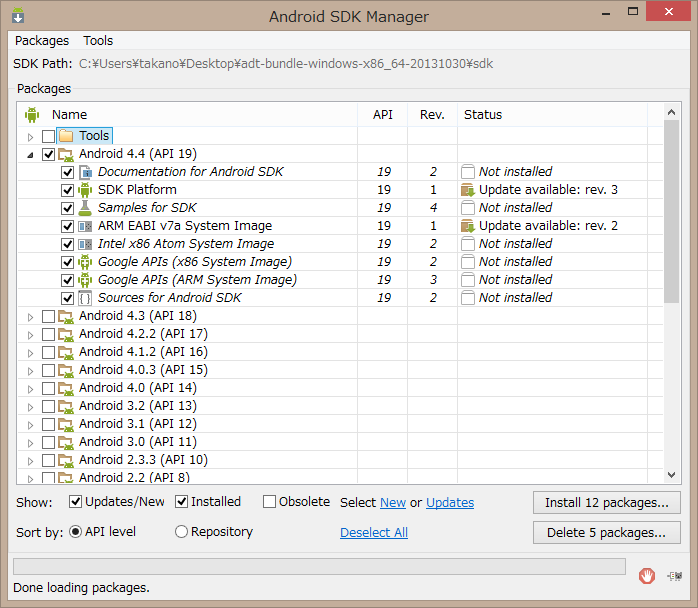 Android SDK Manager
Packages Tools
SDK Path: C:¥Users¥takano¥Desktop¥adt-bundle-windows-x86_64-20131030¥sdk
Packages
Name API Rev. Status
Tools
Android 4.4 (API 19)
Documentation for Android SDK 19 2 Not installed
SDK Platform 19 1 Update available: rev. 3
Samples for SDK 19 4 Not installed
ARM EABI v7a System Image 19 1 Update available: rev. 2
Intel x86 Atom System Image 19 2 Not installed
Google APIs (x86 System Image) 19 2 Not installed
Google APIs (ARM System Image) 19 3 Not installed
Sources for Android SDK 19 2 Not installed
Android 4.3 (API 18)
Android 4.2.2 (API 17)
Android 4.1.2 (API 16)
Android 4.0.3 (API 15)
Android 4.0 (API 14)
Android 3.2 (API 13)
Android 3.1 (API 12)
Android 3.0 (API 11)
Android 2.3.3 (API 10)
Android 2.2 (API 8)
Show: Updates/New Installed Obsolete Select New or Updates Install 12 packages...
Sort by: API level Repository Deselect All Delete 5 packages...
Done loading packages.